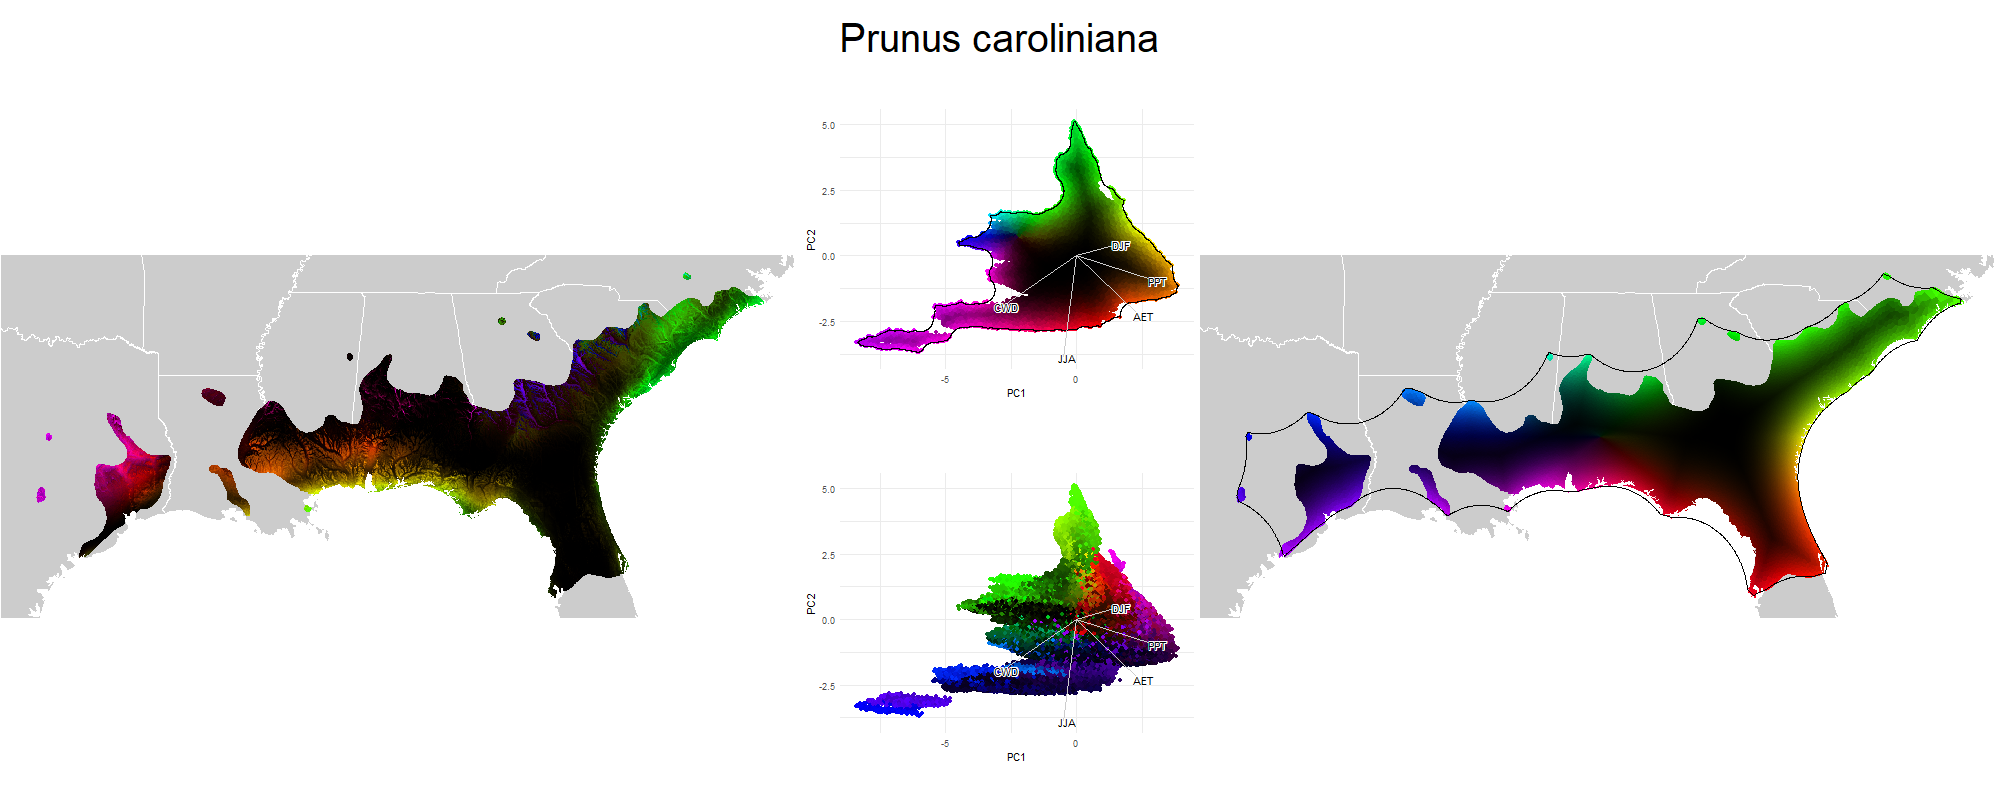 Prunus caroliniana
5.0
2.5
0.0
-2.5
PC2
DJF
PPT
CWD
AET
JJA
-5
0
PC1
5.0
2.5
0.0
-2.5
PC2
DJF
PPT
CWD
AET
JJA
-5
0
PC1